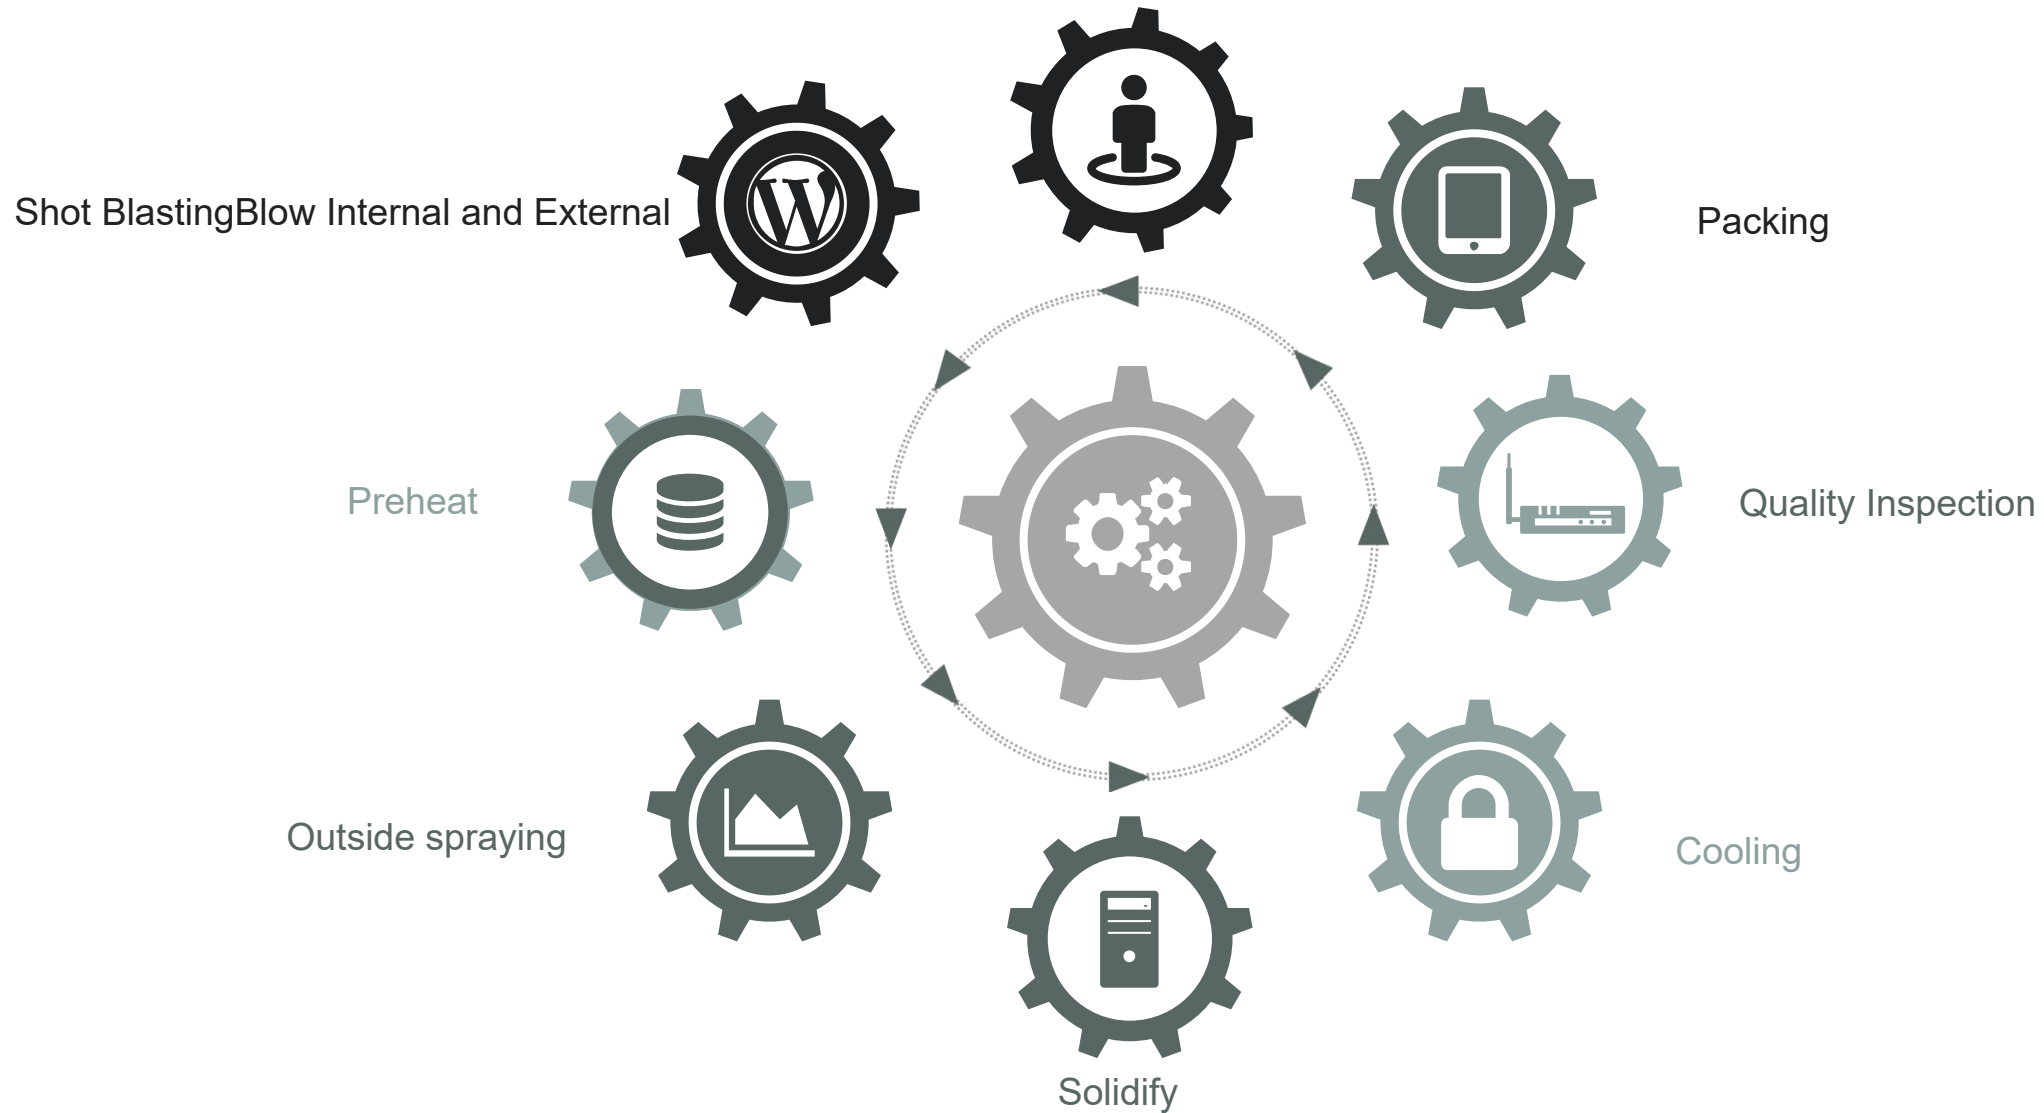 Shot BlastingBlow Internal and External
Packing
Preheat
Quality Inspection
Outside spraying
Cooling
Solidify